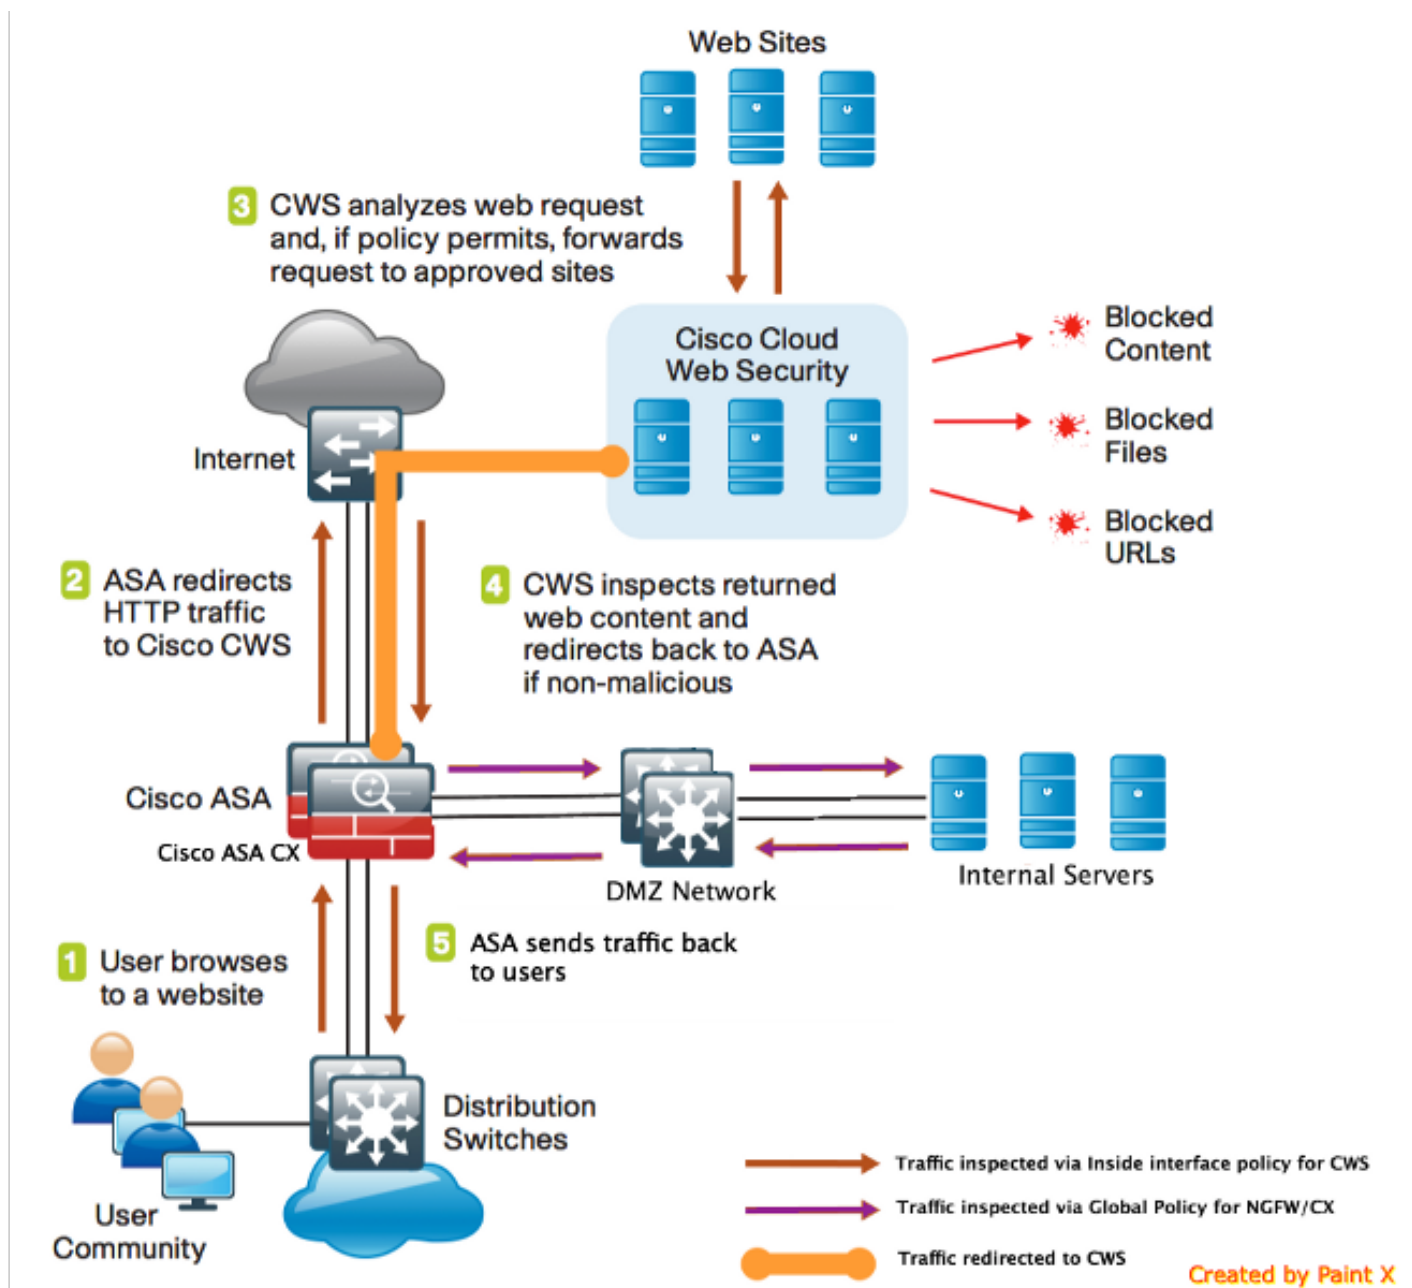 Web Sites
3 CWS analyzes web request
and, if policy permits, forwards
request to approved sites
Cisco Cloud
Web Security
Blocked
Content
Blocked
Files
Blocked
URLs
Internet
2 ASA redirects
HTTP traffic
to Cisco CWS
4 CWS inspects returned
web content and
redirects back to ASA
if non-malicious
Cisco ASA
Cisco ASA CX
DMZ Network
Internal Servers
1 User browses
to a website
5 ASA sends traffic back
to users
Distribution
Switches
User
Community
Traffic inspected via Inside interface policy for CWS
Traffic inspected via Global Policy for NGFW/CX
Traffic redirected to CWS
Created by Paint X